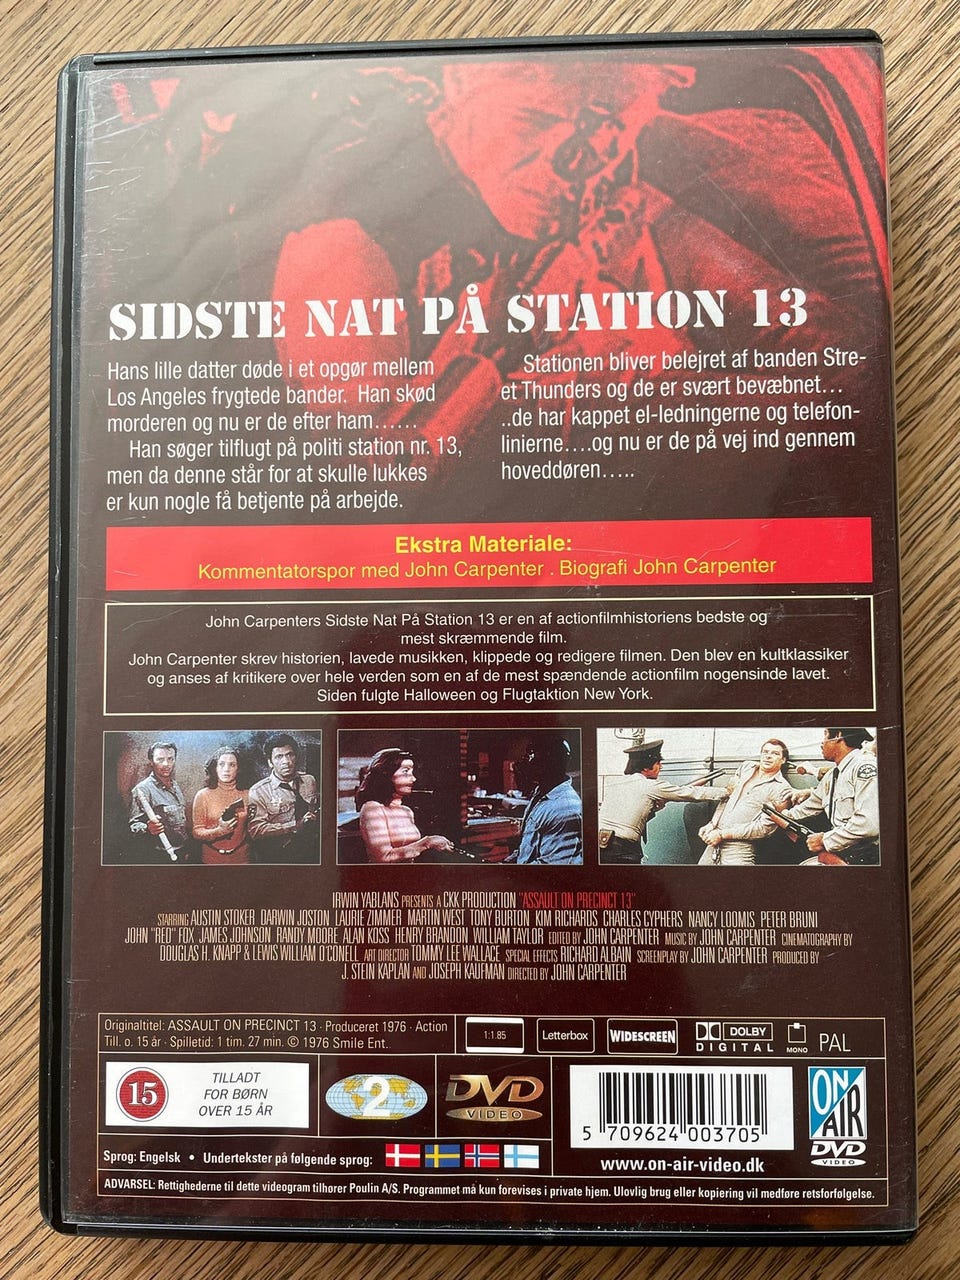 SIDSTE NAT PÅ STATION 13
Hans lille datter døde i et opgør mellem
Los Angeles frygtede bander. Han skød
morderen og nu er de efter ham......
Han søger tilflugt på politi station nr. 13,
men da denne står for at skulle lukkes
er kun nogle få betjente på arbejde.
Stationen bliver belejret af banden Stre-
et Thunders og de er svært bevæbnet...
..de har kappet el-ledningerne og telefon-
linierne....og nu er de på vej ind gennem
hoveddøren.....
Ekstra Materiale:
Kommentatorspor med John Carpenter . Biografi John Carpenter
John Carpenters Sidste Nat På Station 13 er en af actionfilmhistoriens bedste og
mest skræmmende film.
John Carpenter skrev historien, lavede musikken, klippede og redigere filmen. Den blev en kultklassiker
og anses af kritikere over hele verden som en af de mest spændende actionfilm nogensinde lavet.
Siden fulgte Halloween og Flugtaktion New York.
IRWIN YABLANS PRESENTS A CKK PRODUCTION "ASSAULT ON PRECINCT 13"
STARRING AUSTIN STOKER DARWIN JOSTON LAURIE ZIMMER MARTIN WEST TONY BURTON KIM RICHARDS CHARLES CYPHERS NANCY LOOMIS PETER BRUNI
JOHN "RED" FOX JAMES JOHNSON RANDY MOORE ALAN KOSS HENRY BRANDON WILLIAM TAYLOR EDITED BY JOHN CARPENTER MUSIC BY JOHN CARPENTER CINEMATOGRAPHY BY
DOUGLAS H. KNAPP & LEWIS WILLIAM O'CONELL ART DIRECTOR TOMMY LEE WALLACE SPECIAL EFFECTS RICHARD ALBAIN SCREENPLAY BY JOHN CARPENTER PRODUCED BY
J. STEIN KAPLAN AND JOSEPH KAUFMAN DIRECTED BY JOHN CARPENTER
Originaltitel: ASSAULT ON PRECINCT 13 · Produceret 1976 · Action
Till. o. 15 år · Spilletid: 1 tim. 27 min. © 1976 Smile Ent.
1:1.85
Letterbox
WIDESCREEN
DOLBY
DIGITAL
MONO
PAL
15
TILLADT
FOR BØRN
OVER 15 ÅR
2
DVD
VIDEO
5 709624 003705
www.on-air-video.dk
ON
AIR
DVD
VIDEO
Sprog: Engelsk • Undertekster på følgende sprog:
ADVARSEL: Rettighederne til dette videogram tilhører Poulin A/S. Programmet må kun forevises i private hjem. Ulovlig brug eller kopiering vil medføre retsforfølgelse.